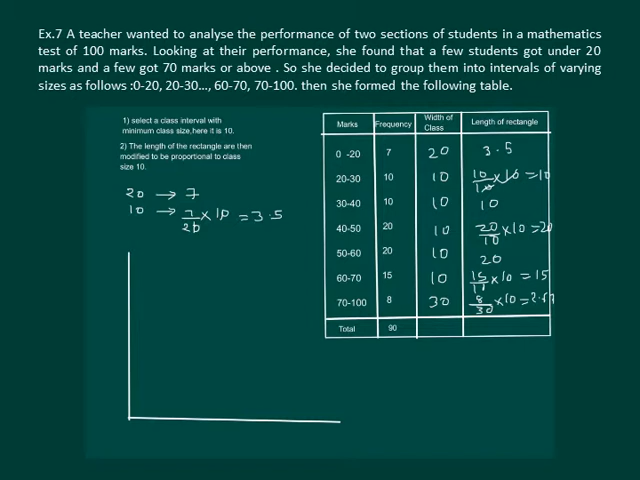 Ex.7 A teacher wanted to analyse the performance of two sections of students in a mathematics
test of 100 marks. Looking at their performance, she found that a few students got under 20
marks and a few got 70 marks or above . So she decided to group them into intervals of varying
sizes as follows :0-20, 20-30..., 60-70, 70-100. then she formed the following table.
1) select a class interval with
minimum class size,here it is 10.
2) The length of the rectangle are then
modified to be proportional to class
size 10.
20 → 7
10 → 7/20 × 10 = 3.5
Marks Frequency Width of Class Length of rectangle
0 -20 7 20 3.5
20-30 10 10 10/10 × 10 = 10
30-40 10 10 10
40-50 20 10 20/10 × 10 = 20
50-60 20 10 20
60-70 15 10 15/10 × 10 = 15
70-100 8 30 8/30 × 10 = 2.67
Total 90